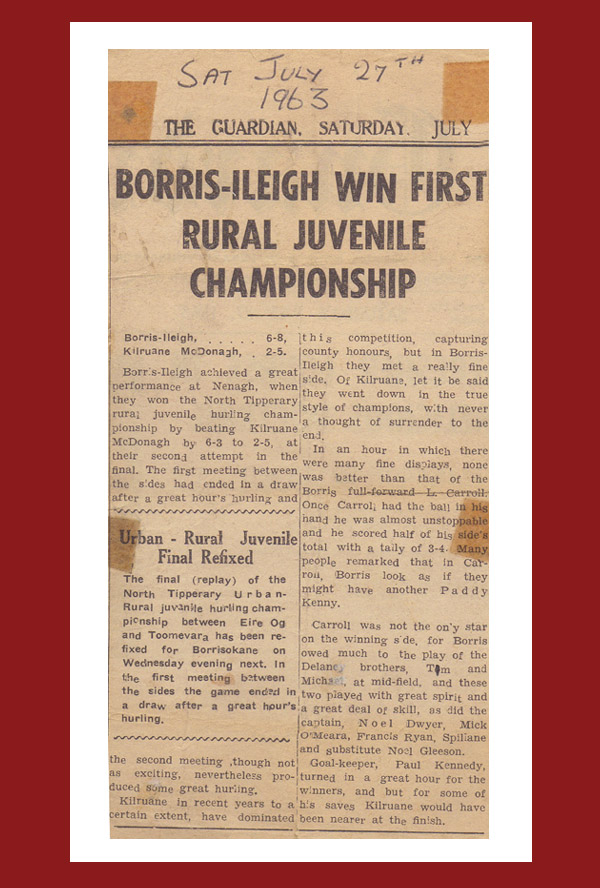 SAT JULY 27TH
1963
THE GUARDIAN, SATURDAY, JULY
BORRIS-ILEIGH WIN FIRST
RURAL JUVENILE
CHAMPIONSHIP
Borris-Ileigh, . . . . . 6-8,
Kilruane McDonagh, . 2-5.
Borris-Ileigh achieved a great
performance at Nenagh, when
they won the North Tipperary
rural juvenile hurling cham-
pionship by beating Kilruane
McDonagh by 6-3 to 2-5, at
their second attempt in the
final. The first meeting between
the sides had ended in a draw
after a great hour's hurling and
Urban - Rural Juvenile
Final Refixed
The final (replay) of the
North Tipperary Urban-
Rural juvanile hurling cham-
pionship between Eire Og
and Toomevara has been re-
fixed for Borrisokane on
Wednesday evening next. In
the first meeting between
the sides the game ended in
a draw after a great hour's
hurling.
the second meeting ,though not
as exciting, nevertheless pro-
duced some great hurling.
Kilruane in recent years to a
certain extent, have dominated
this competition, capturing
county honours, but in Borris-
Ileigh they met a really fine
side. Of Kilruane, let it be said
they went down in the true
style of champions, with never
a thought of surrender to the
end.
In an hour in which there
were many fine displays, none
was better than that of the
Borris full-forward L. Carroll.
Once Carroll had the ball in his
hand he was almost unstoppable
and he scored half of his side's
total with a tally of 3-4. Many
people remarked that in Car-
roll, Borris look as if they
might have another Paddy
Kenny.
Carroll was not the only star
on the winning side, for Borris
owed much to the play of the
Delaney brothers, Tom and
Michael, at mid-field, and these
two played with great spirit and
a great deal of skill, as did the
captain, Noel Dwyer, Mick
O'Meara, Francis Ryan, Spillane
and substitute Noel Gleeson.
Goal-keeper, Paul Kennedy,
turned in a great hour for the
winners, and but for some of
his saves Kilruane would have
been nearer at the finish.